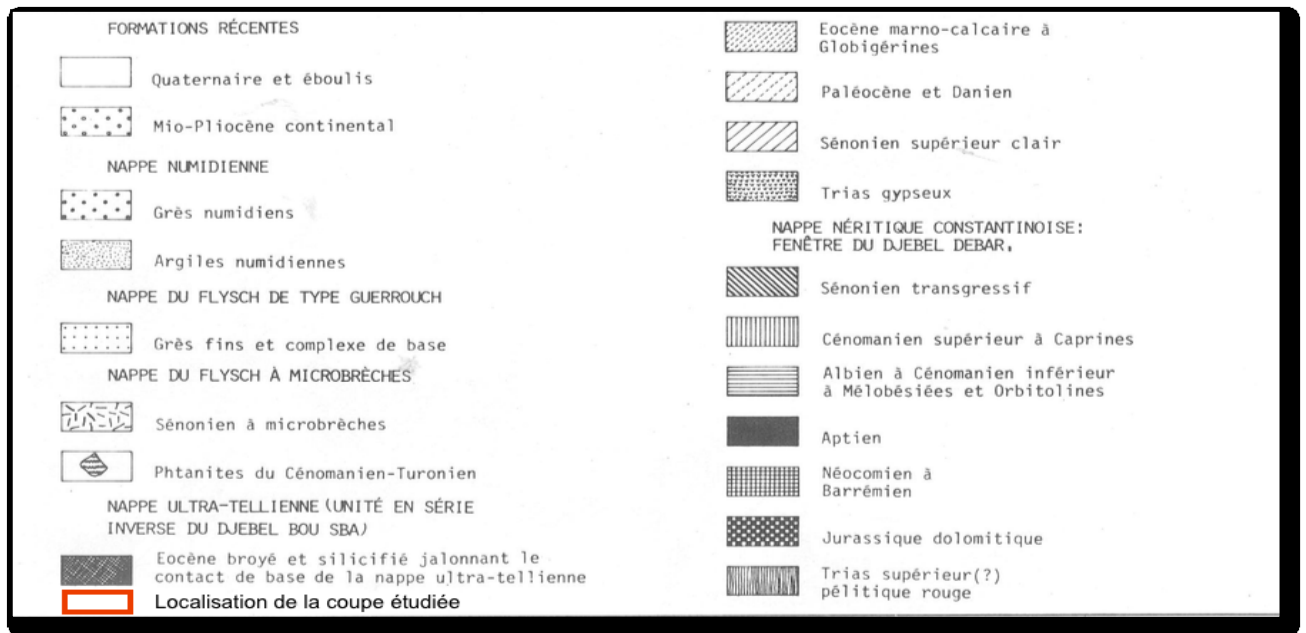 FORMATIONS RÉCENTES
Quaternaire et éboulis
Mio-Pliocène continental
NAPPE NUMIDIENNE
Grès numidiens
Argiles numidiennes
NAPPE DU FLYSCH DE TYPE GUERROUCH
Grès fins et complexe de base
NAPPE DU FLYSCH À MICROBRÈCHES
Sénonien à microbrèches
Phtanites du Cénomanien-Turonien
NAPPE ULTRA-TELLIENNE (UNITÉ EN SÉRIE
INVERSE DU DJEBEL BOU SBA)
Eocène broyé et silicifié jalonnant le
contact de base de la nappe ultra-tellienne
Localisation de la coupe étudiée
Eocène marno-calcaire à
Globigérines
Paléocène et Danien
Sénonien supérieur clair
Trias gypseux
NAPPE NÉRITIQUE CONSTANTINOISE:
FENÊTRE DU DJEBEL DEBAR.
Sénonien transgressif
Cénomanien supérieur à Caprines
Albien à Cénomanien inférieur
à Mélobésiées et Orbitolines
Aptien
Néocomien à
Barrémien
Jurassique dolomitique
Trias supérieur(?)
pélitique rouge